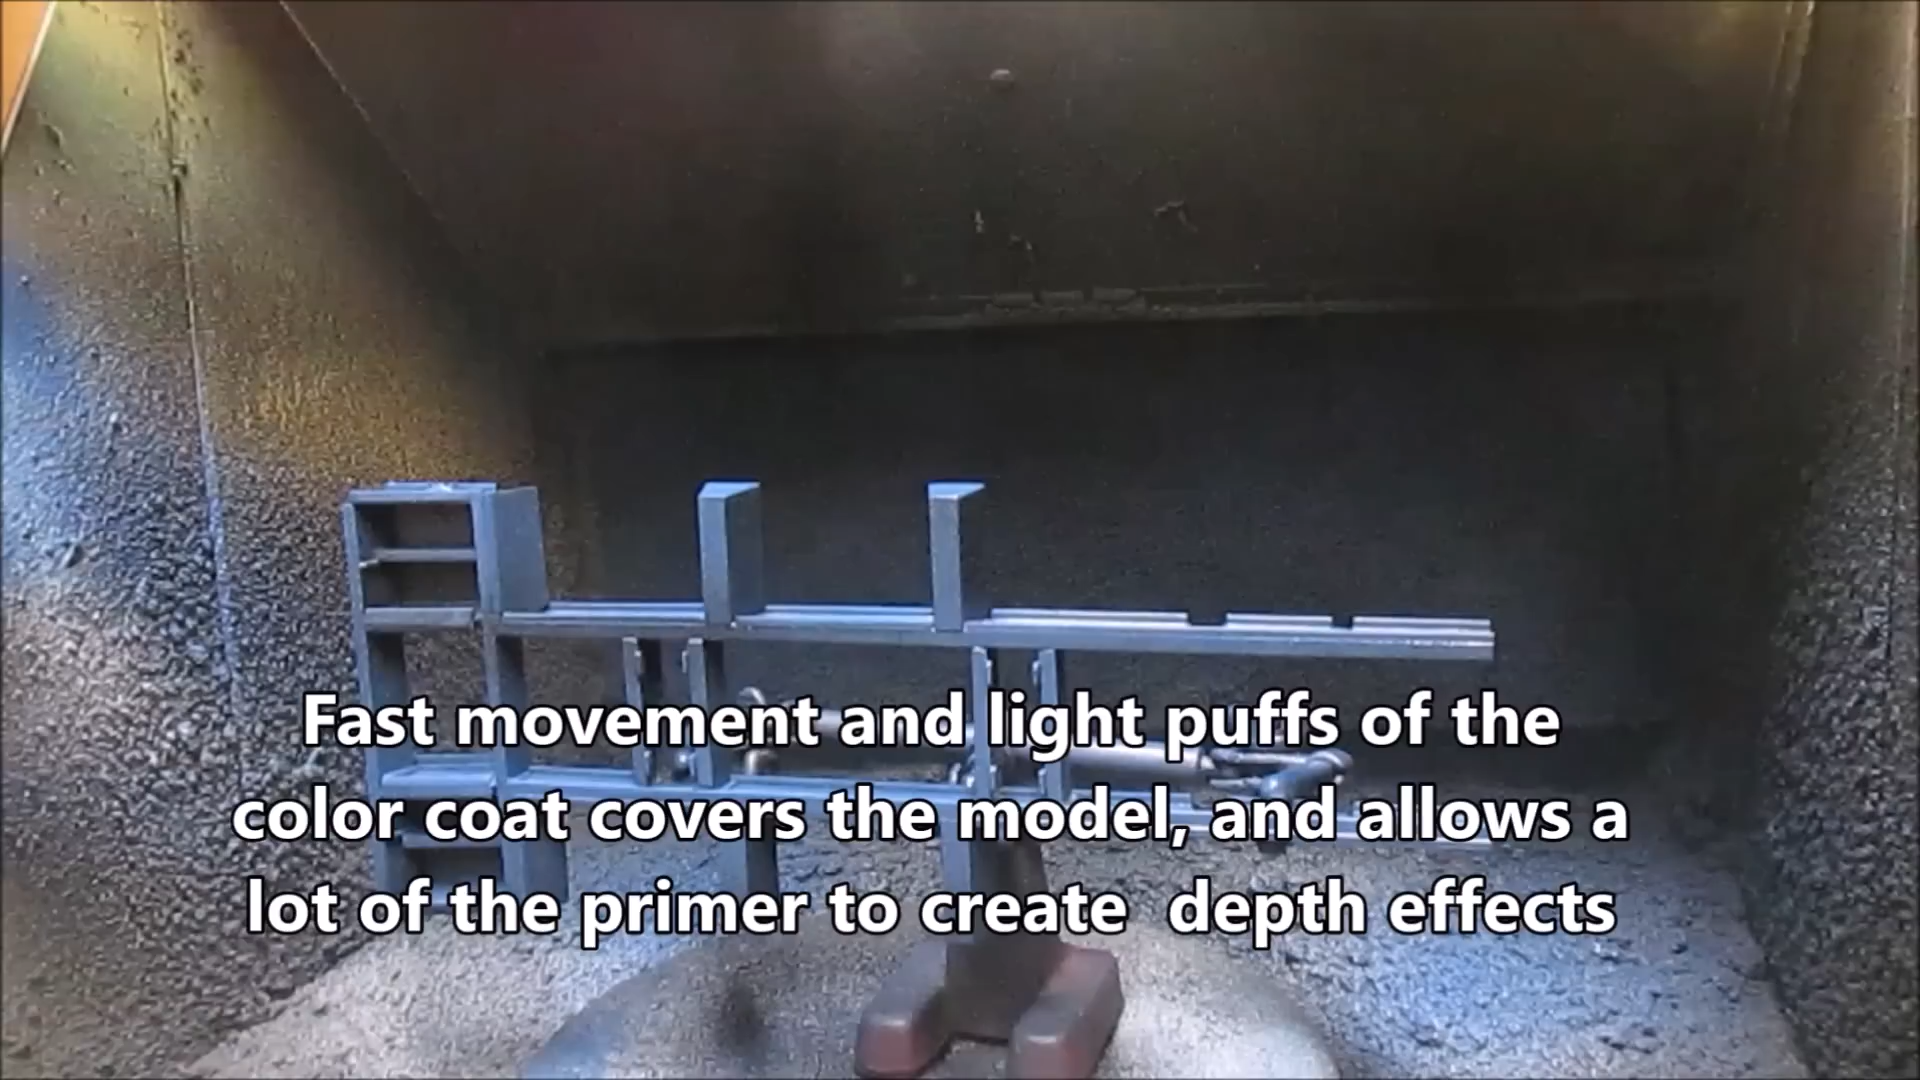 Fast movement and light puffs of the
color coat covers the model, and allows a
lot of the primer to create  depth effects